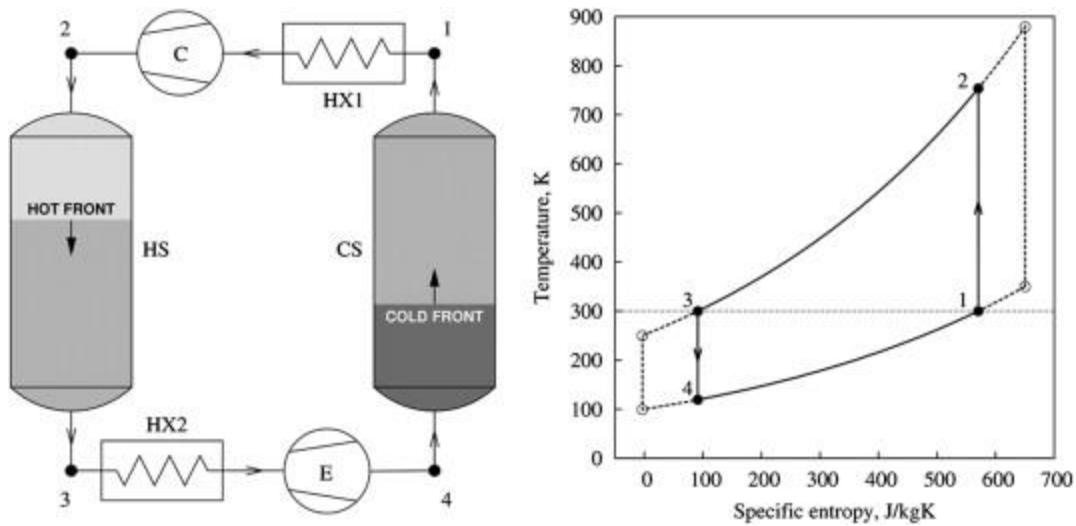 2
C
1
HX1
HOT FRONT
HS
CS
COLD FRONT
HX2
3
E
4
900
800
700
600
500
400
300
200
100
0
Temperature, K
2
3
1
4
0 100 200 300 400 500 600 700
Specific entropy, J/kgK